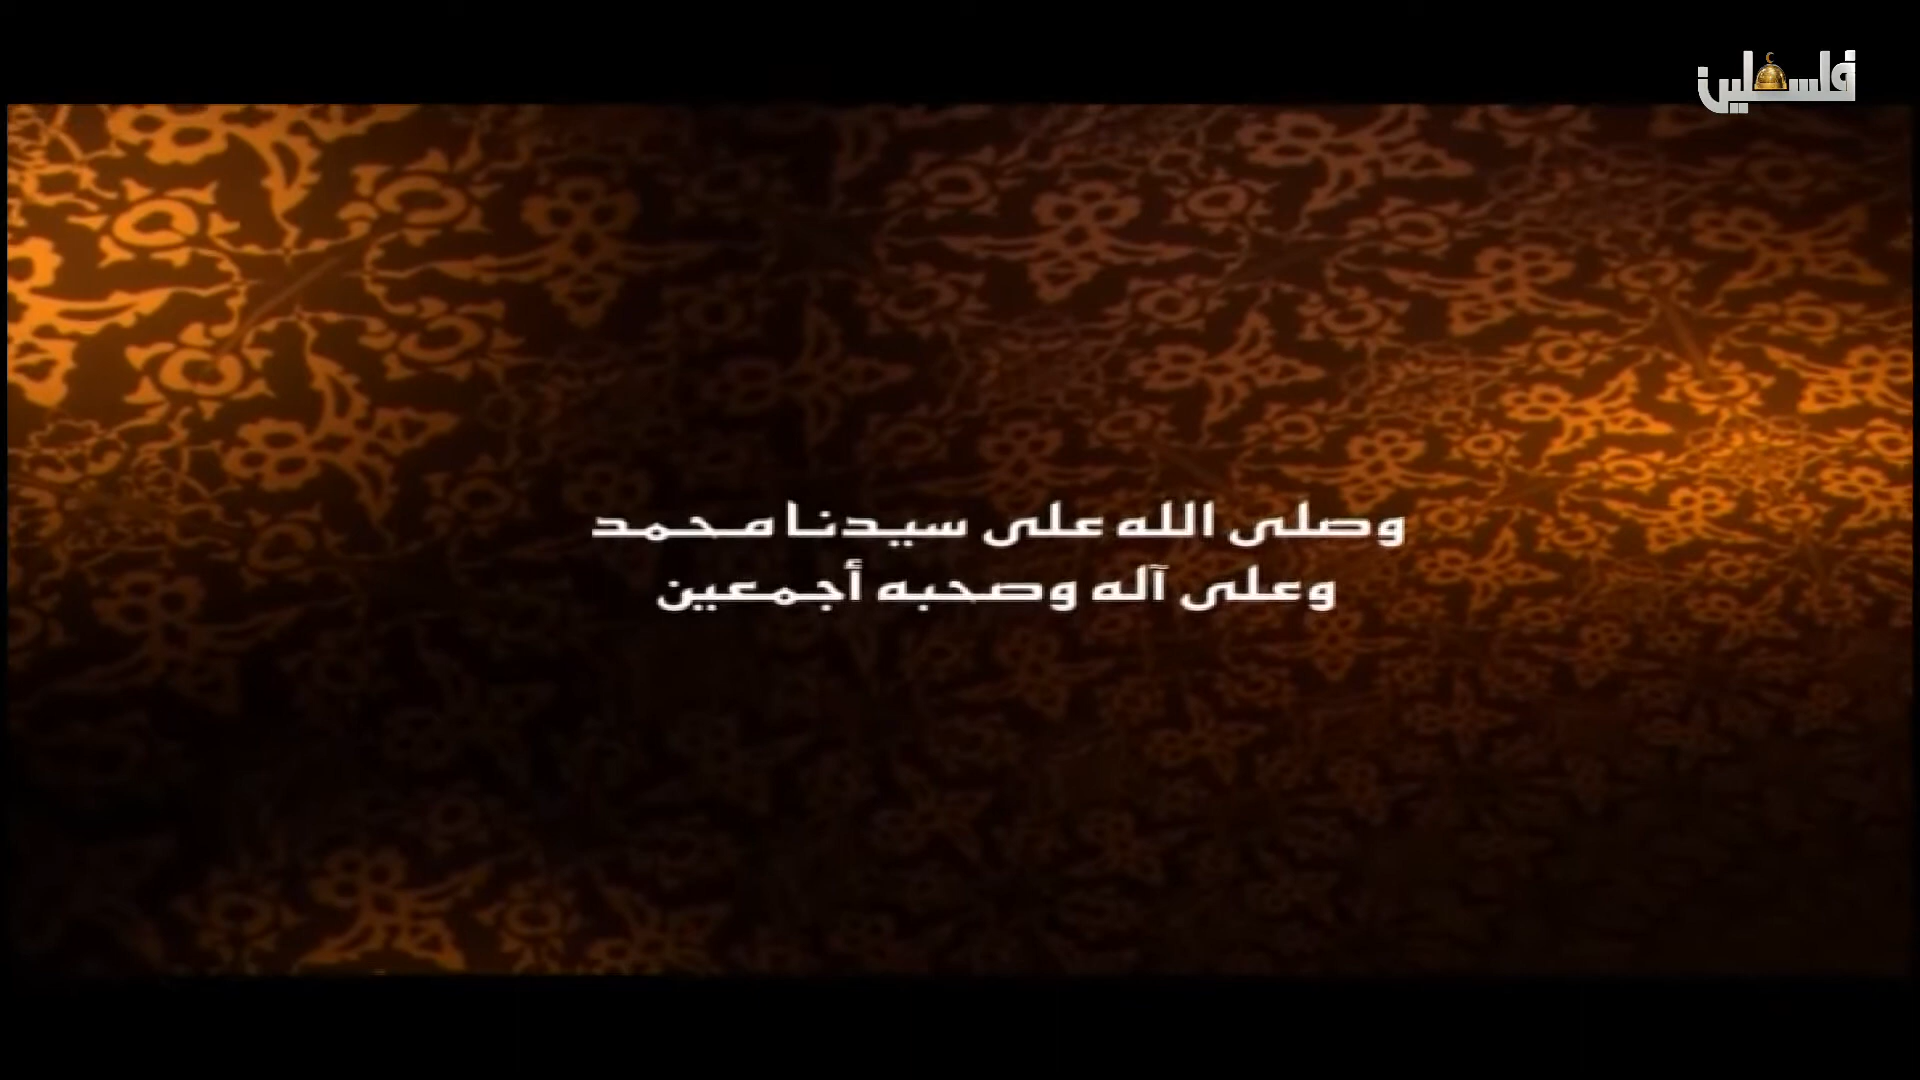 فلسطين
وصلى الله على سيدنا محمد
وعلى آله وصحبه أجمعين